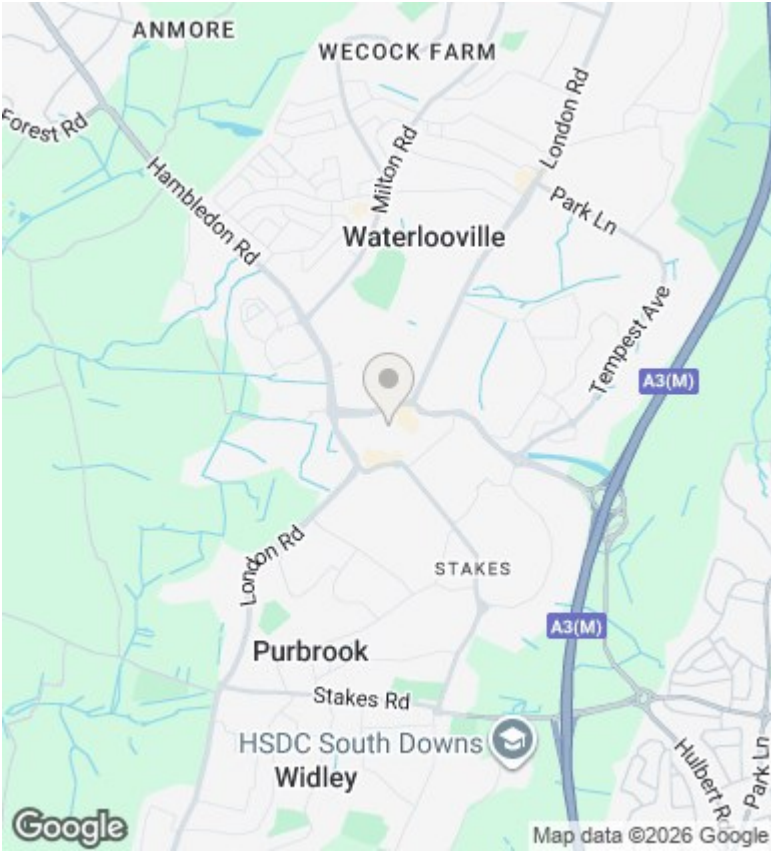 ANMORE
WECOCK FARM
Forest Rd
London Rd
Milton Rd
Hambledon Rd
Park Ln
Waterlooville
Tempest Ave
A3(M)
London Rd
STAKES
A3(M)
Purbrook
Stakes Rd
HSDC South Downs
Widley
Hulbert Rd
Park Ln
Google
Map data ©2026 Google